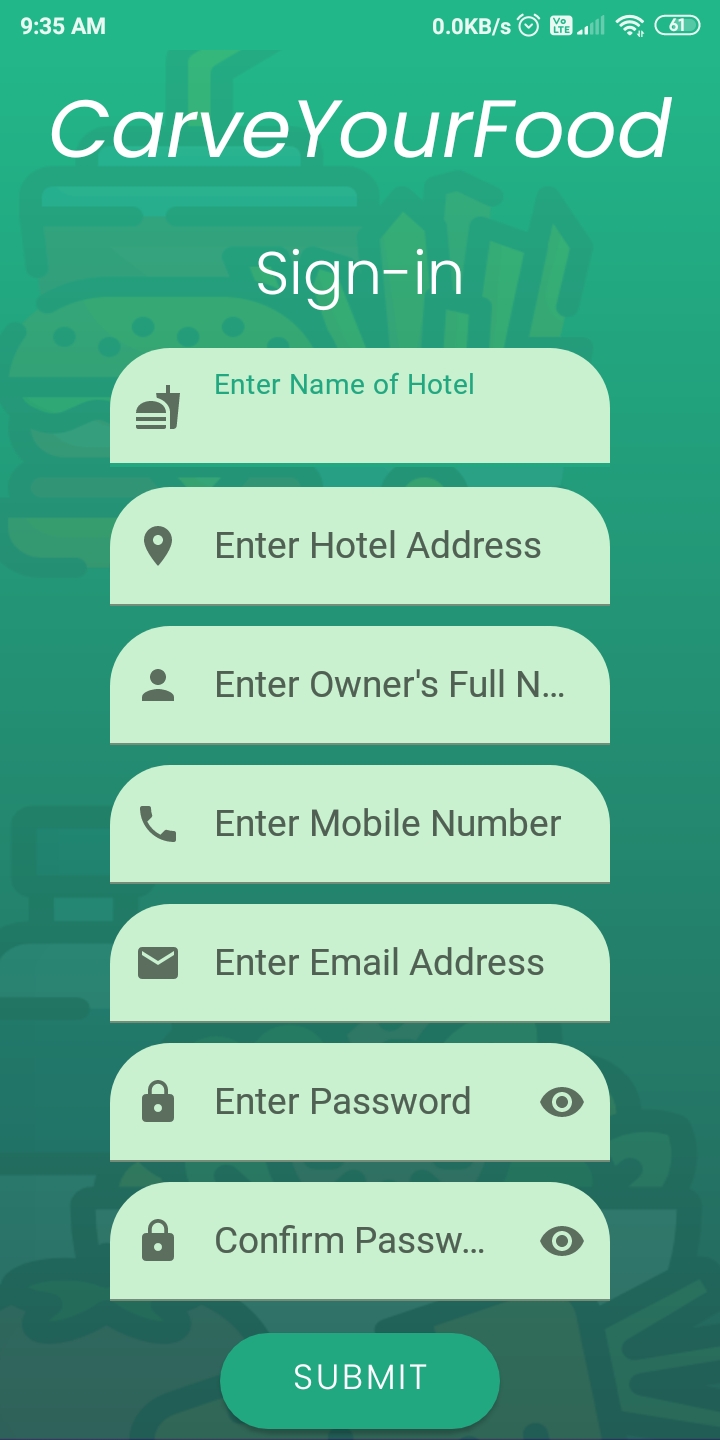 9:35 AM 0.0KB/s Vo LTE 61
CarveYourFood
Sign-in
Enter Name of Hotel
Enter Hotel Address
Enter Owner's Full N...
Enter Mobile Number
Enter Email Address
Enter Password
Confirm Passw...
SUBMIT